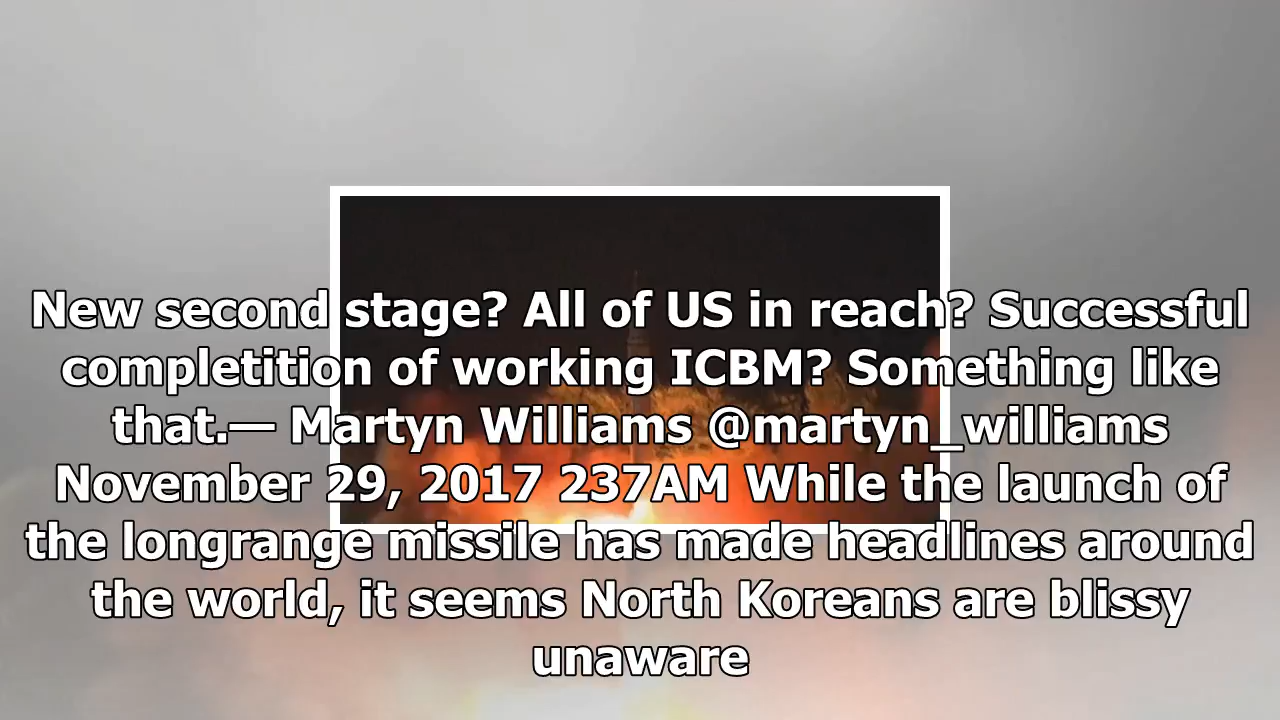 New second stage? All of US in reach? Successful
completition of working ICBM? Something like
that.— Martyn Williams @martyn_williams
November 29, 2017 237AM While the launch of
the longrange missile has made headlines around
the world, it seems North Koreans are blissy
unaware